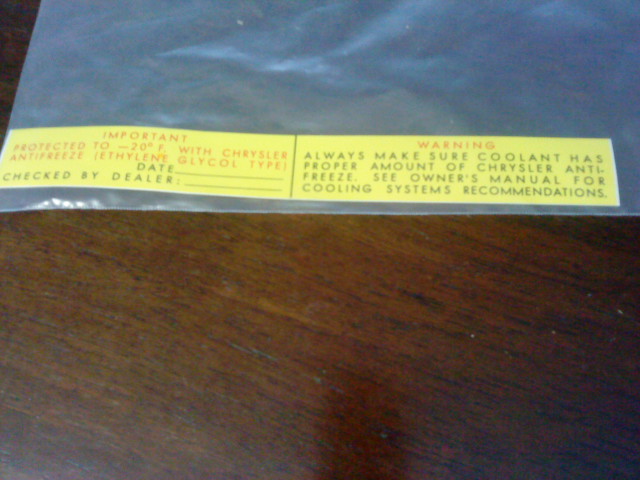 IMPORTANT
PROTECTED TO —20° F. WITH CHRYSLER
ANTIFREEZE (ETHYLENE GLYCOL TYPE)
DATE
CHECKED BY DEALER:
WARNING
ALWAYS MAKE SURE COOLANT HAS
PROPER AMOUNT OF CHRYSLER ANTI-
FREEZE. SEE OWNER'S MANUAL FOR
COOLING SYSTEMS RECOMMENDATIONS.